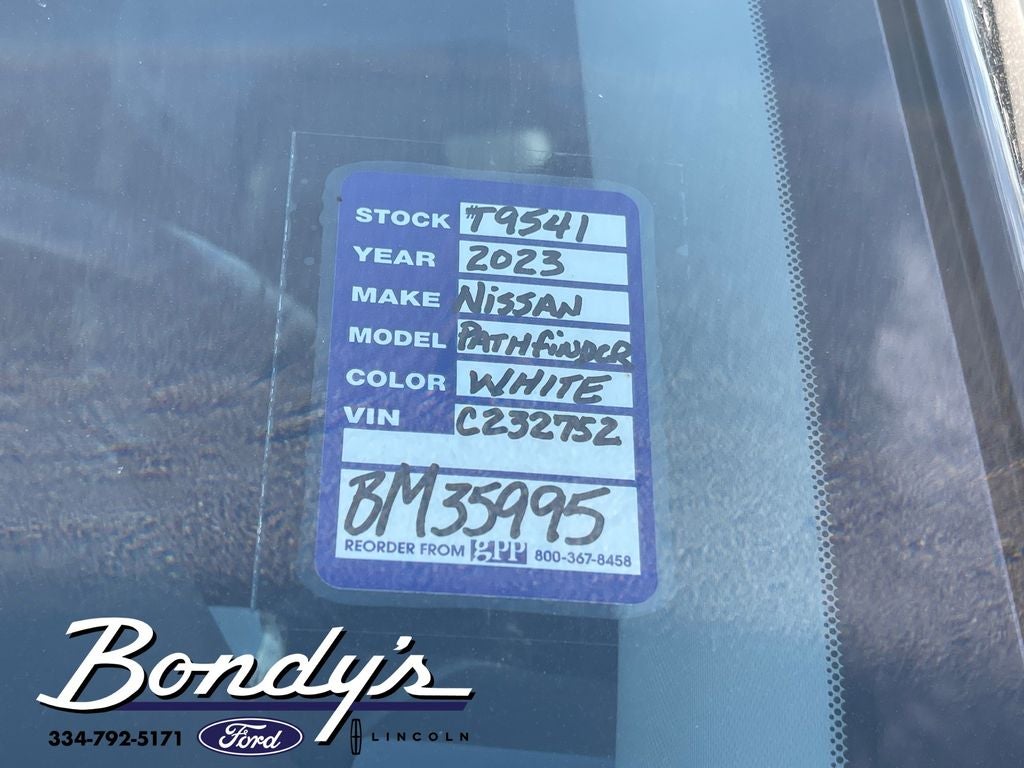 STOCK #T9541
YEAR 2023
MAKE NISSAN
MODEL PATHFINDER
COLOR WHITE
VIN C232752
BM35995
REORDER FROM gPP 800-367-8458
Bondy's
334-792-5171 Ford LINCOLN